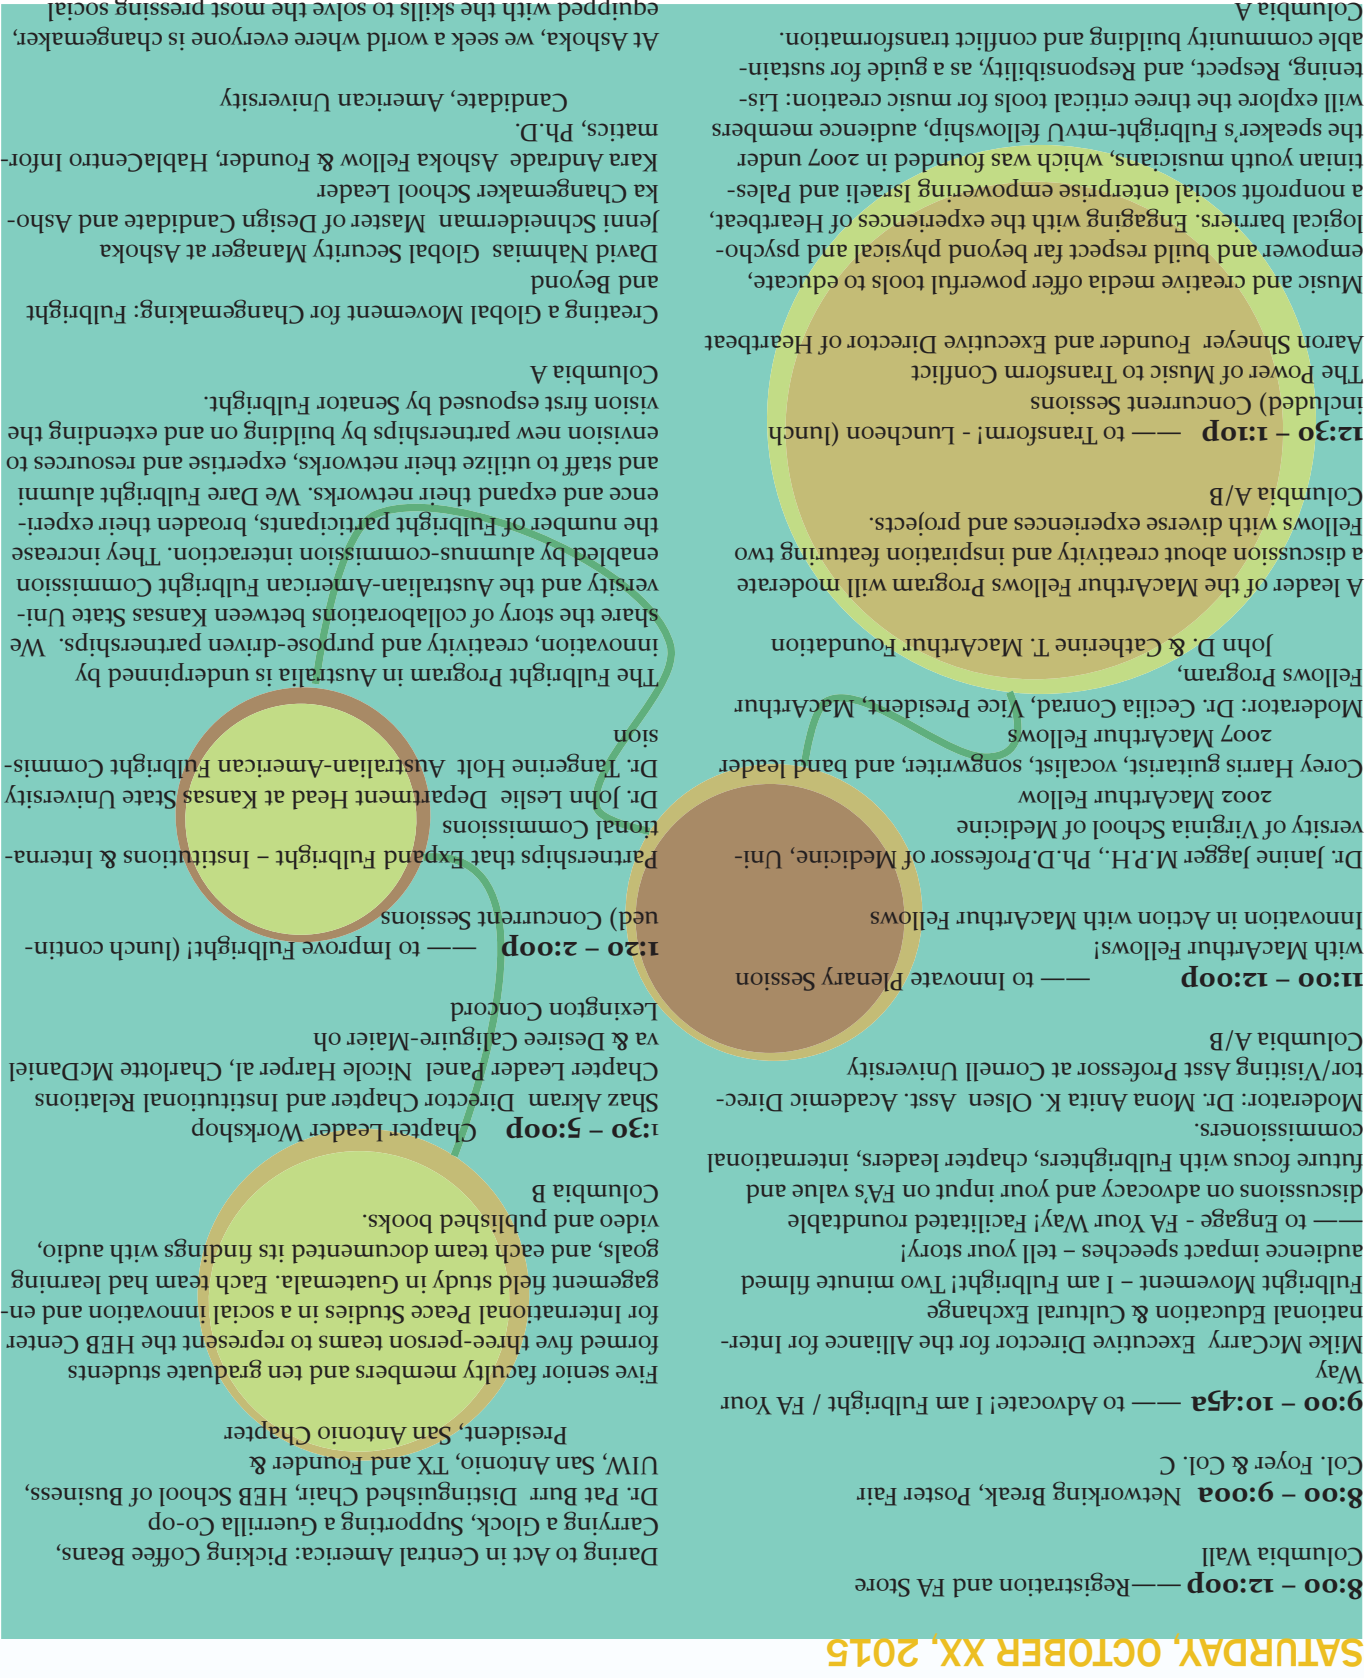 SATURDAY, OCTOBER XX, 2015
8:00 – 12:00p ——Registration and FA Store
Columbia Wall
8:00 – 9:00a Networking Break, Poster Fair
Col. Foyer & Col. C
9:00 – 10:45a —— to Advocate! I am Fulbright / FA Your
Way
Mike McCarry Executive Director for the Alliance for Inter-
national Education & Cultural Exchange
Fulbright Movement – I am Fulbright! Two minute filmed
audience impact speeches – tell your story!
—— to Engage - FA Your Way! Facilitated roundtable
discussions on advocacy and your input on FA's value and
future focus with Fulbrighters, chapter leaders, international
commissioners.
Moderator: Dr. Mona Anita K. Olsen Asst. Academic Direc-
tor/Visiting Asst Professor at Cornell University
Columbia A/B
11:00 – 12:00p —— to Innovate Plenary Session
with MacArthur Fellows!
Innovation in Action with MacArthur Fellows
Dr. Janine Jagger M.P.H., Ph.D.Professor of Medicine, Uni-
versity of Virginia School of Medicine
2002 MacArthur Fellow
Corey Harris guitarist, vocalist, songwriter, and band leader
2007 MacArthur Fellows
Moderator: Dr. Cecilia Conrad, Vice President, MacArthur
Fellows Program,
John D. & Catherine T. MacArthur Foundation
A leader of the MacArthur Fellows Program will moderate
a discussion about creativity and inspiration featuring two
Fellows with diverse experiences and projects.
Columbia A/B
12:30 – 1:10p —— to Transform! - Luncheon (lunch
included) Concurrent Sessions
The Power of Music to Transform Conflict
Aaron Shneyer Founder and Executive Director of Heartbeat
Music and creative media offer powerful tools to educate,
empower and build respect far beyond physical and psycho-
logical barriers. Engaging with the experiences of Heartbeat,
a nonprofit social enterprise empowering Israeli and Pales-
tinian youth musicians, which was founded in 2007 under
the speaker's Fulbright-mtvU fellowship, audience members
will explore the three critical tools for music creation: Lis-
tening, Respect, and Responsibility, as a guide for sustain-
able community building and conflict transformation.
Columbia A
Daring to Act in Central America: Picking Coffee Beans,
Carrying a Glock, Supporting a Guerrilla Co-op
Dr. Pat Burr Distinguished Chair, HEB School of Business,
UIW, San Antonio, TX and Founder &
President, San Antonio Chapter
Five senior faculty members and ten graduate students
formed five three-person teams to represent the HEB Center
for International Peace Studies in a social innovation and en-
gagement field study in Guatemala. Each team had learning
goals, and each team documented its findings with audio,
video and published books.
Columbia B
1:30 – 5:00p Chapter Leader Workshop
Shaz Akram Director Chapter and Institutional Relations
Chapter Leader Panel Nicole Harper al, Charlotte McDaniel
va & Desiree Caliguire-Maier oh
Lexington Concord
1:20 – 2:00p —— to Improve Fulbright! (lunch contin-
ued) Concurrent Sessions
Partnerships that Expand Fulbright – Institutions & Interna-
tional Commissions
Dr. John Leslie Department Head at Kansas State University
Dr. Tangerine Holt Australian-American Fulbright Commis-
sion
The Fulbright Program in Australia is underpinned by
innovation, creativity and purpose-driven partnerships. We
share the story of collaborations between Kansas State Uni-
versity and the Australian-American Fulbright Commission
enabled by alumnus-commission interaction. They increase
the number of Fulbright participants, broaden their experi-
ence and expand their networks. We Dare Fulbright alumni
and staff to utilize their networks, expertise and resources to
envision new partnerships by building on and extending the
vision first espoused by Senator Fulbright.
Columbia A
Creating a Global Movement for Changemaking: Fulbright
and Beyond
David Nahmias Global Security Manager at Ashoka
Jenni Schneiderman Master of Design Candidate and Asho-
ka Changemaker School Leader
Kara Andrade Ashoka Fellow & Founder, HablaCentro Infor-
matics, Ph.D.
Candidate, American University
At Ashoka, we seek a world where everyone is changemaker,
equipped with the skills to solve the most pressing social